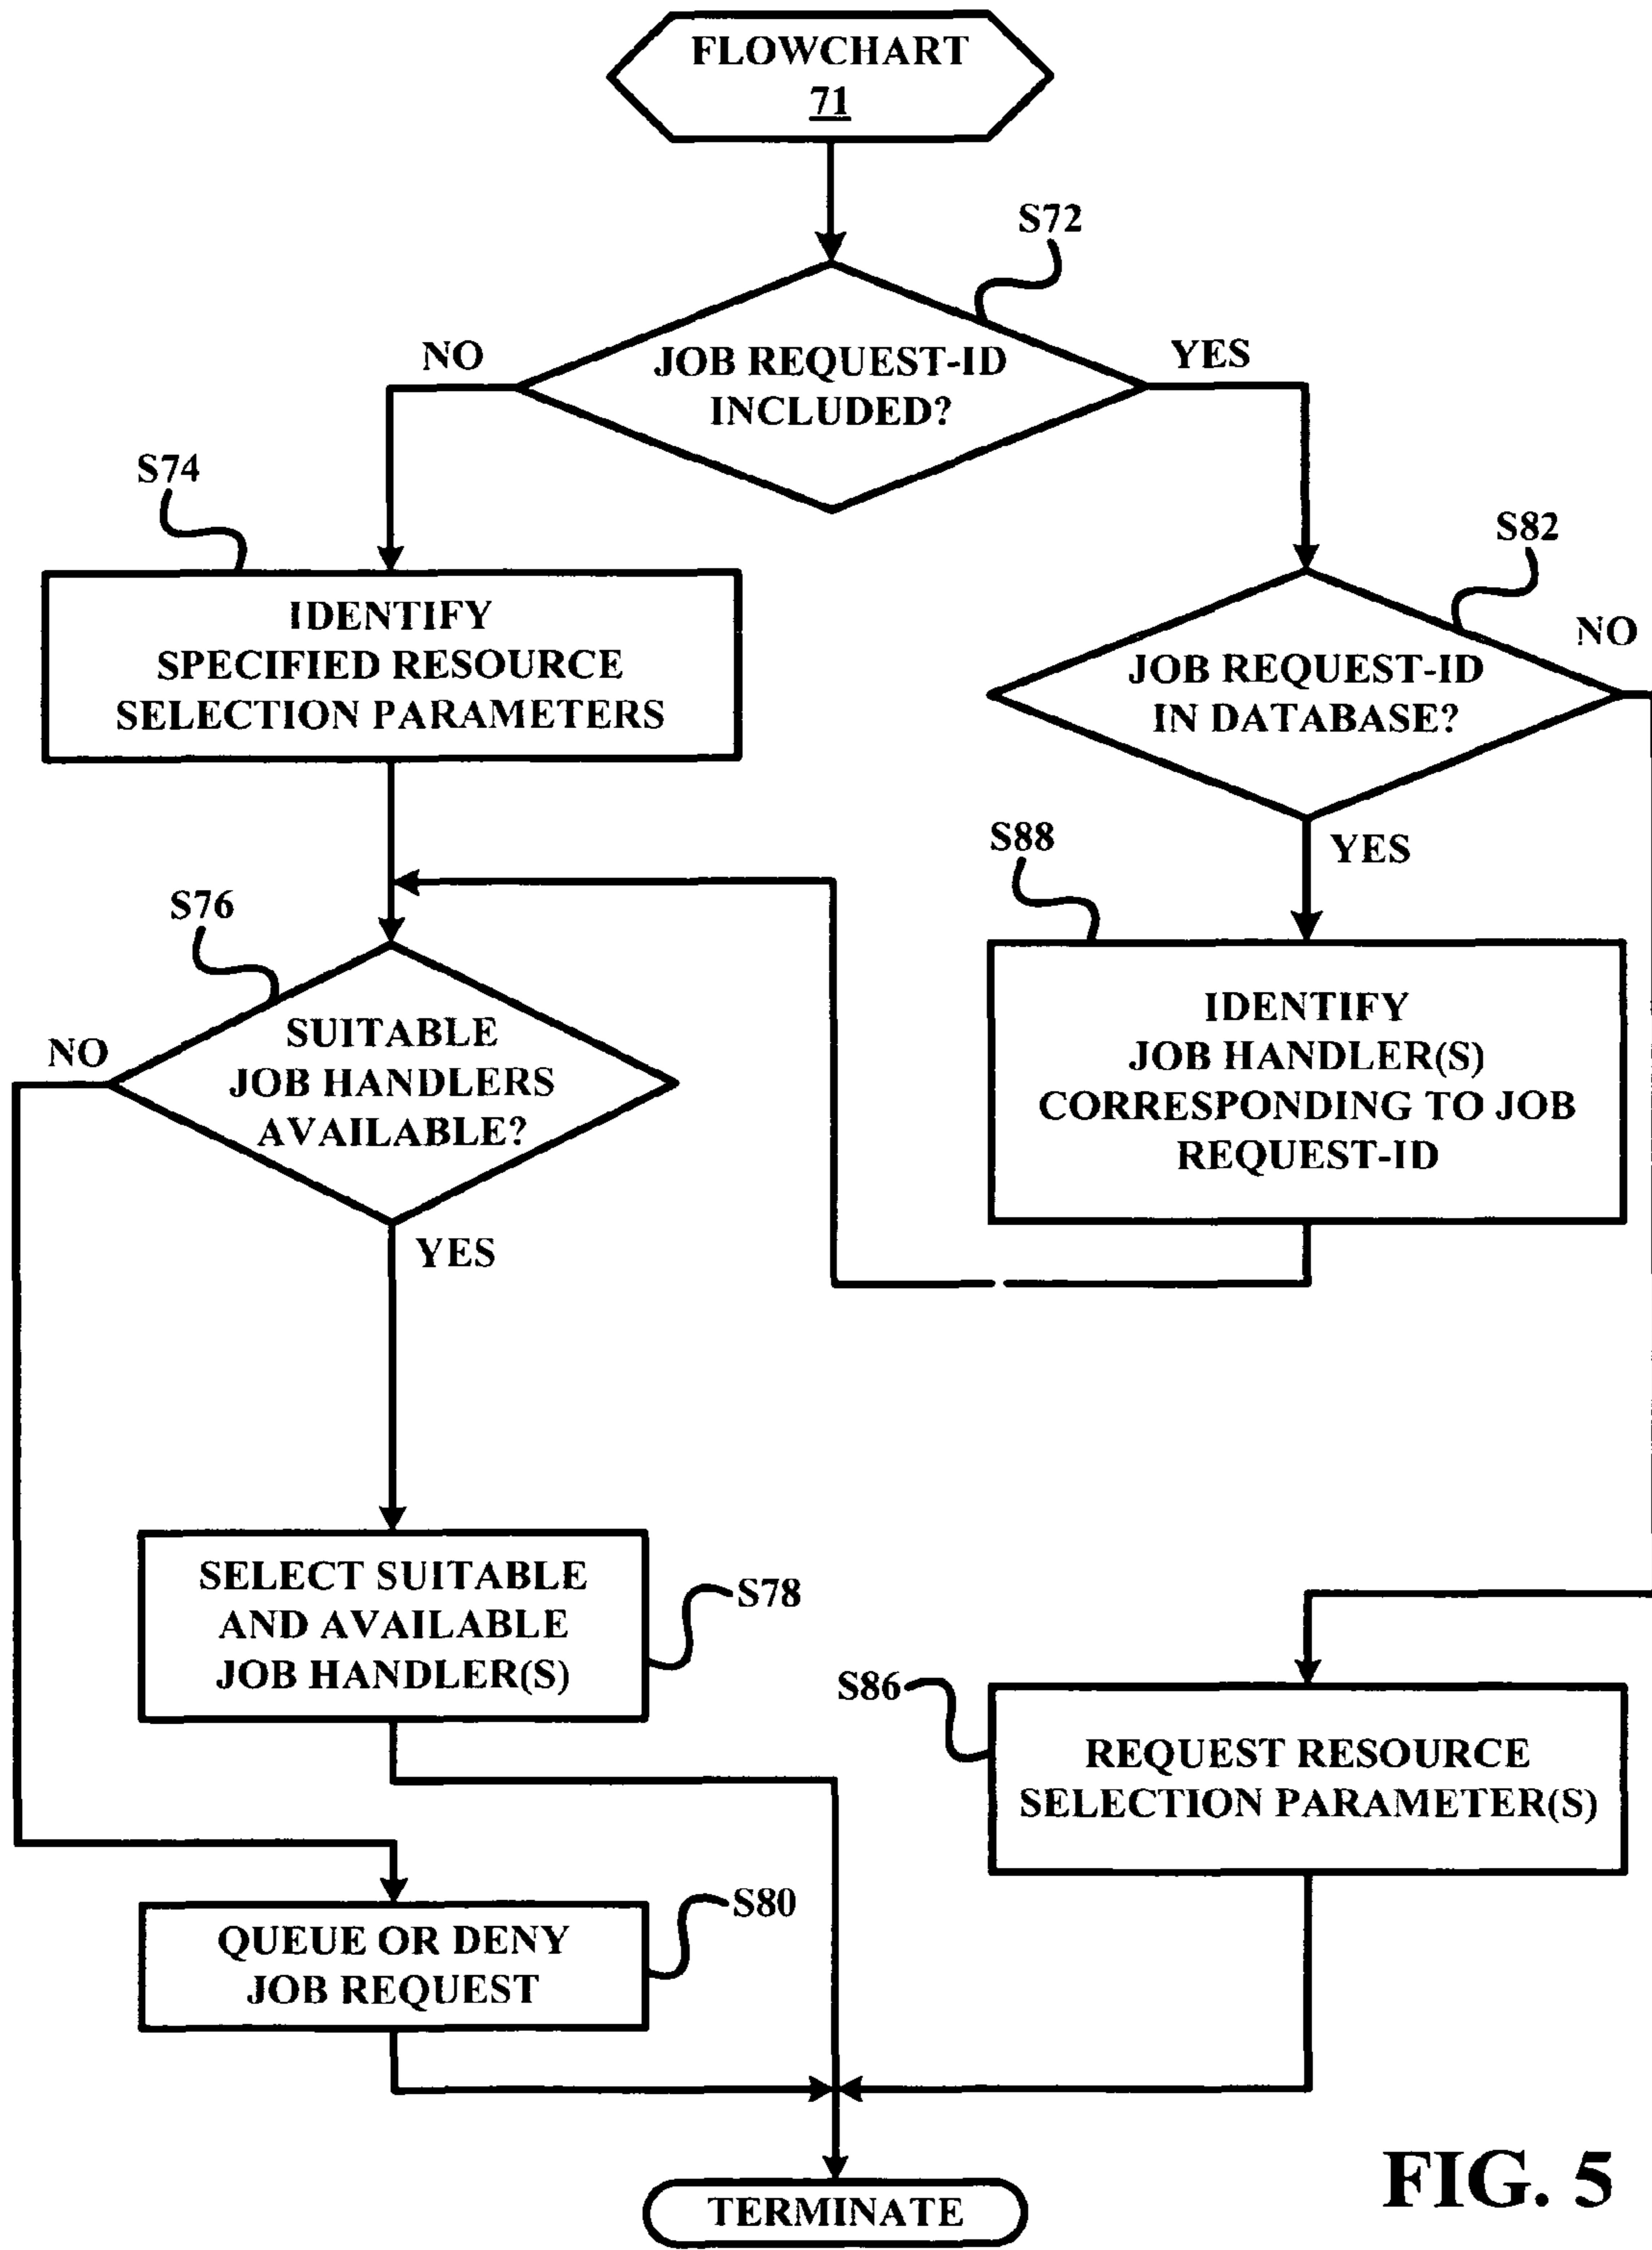 FLOWCHART
71
S72
NO
JOB REQUEST-ID
INCLUDED?
YES
S74
IDENTIFY
SPECIFIED RESOURCE
SELECTION PARAMETERS
S82
JOB REQUEST-ID
IN DATABASE?
NO
YES
S76
SUITABLE
JOB HANDLERS
AVAILABLE?
NO
YES
S88
IDENTIFY
JOB HANDLER(S)
CORRESPONDING TO JOB
REQUEST-ID
SELECT SUITABLE
AND AVAILABLE
JOB HANDLER(S)
S78
S86
REQUEST RESOURCE
SELECTION PARAMETER(S)
QUEUE OR DENY
JOB REQUEST
S80
TERMINATE
FIG. 5